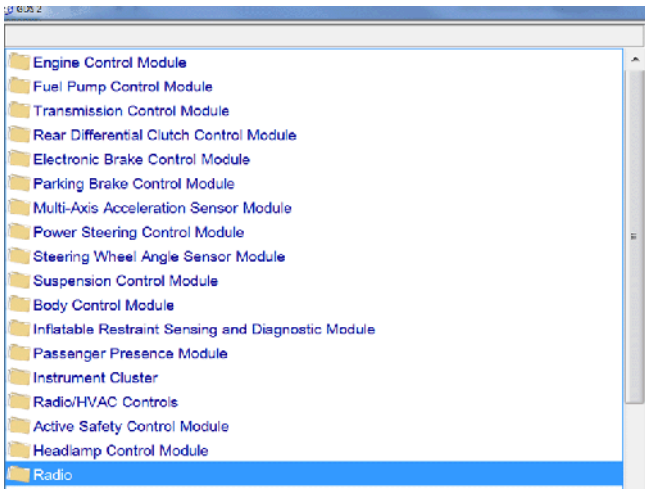 GDS 2
Engine Control Module
Fuel Pump Control Module
Transmission Control Module
Rear Differential Clutch Control Module
Electronic Brake Control Module
Parking Brake Control Module
Multi-Axis Acceleration Sensor Module
Power Steering Control Module
Steering Wheel Angle Sensor Module
Suspension Control Module
Body Control Module
Inflatable Restraint Sensing and Diagnostic Module
Passenger Presence Module
Instrument Cluster
Radio/HVAC Controls
Active Safety Control Module
Headlamp Control Module
Radio